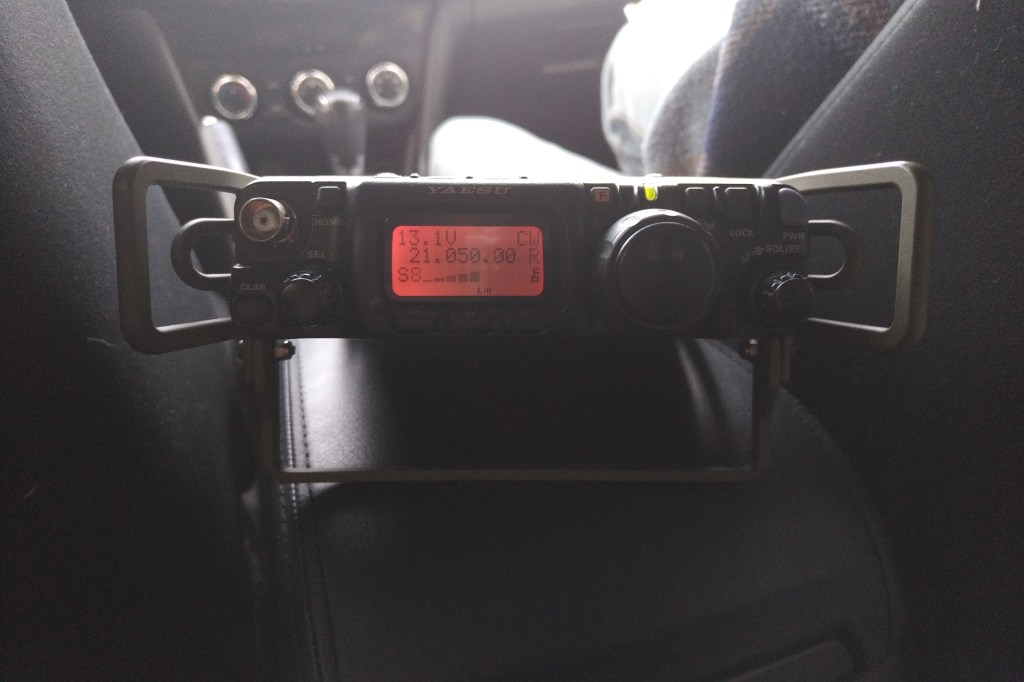 YAESU
HOME
F
SEL
13.1V CW
21.050.00 R
S8
LOCK
PWR
SQL/RF
CLAR